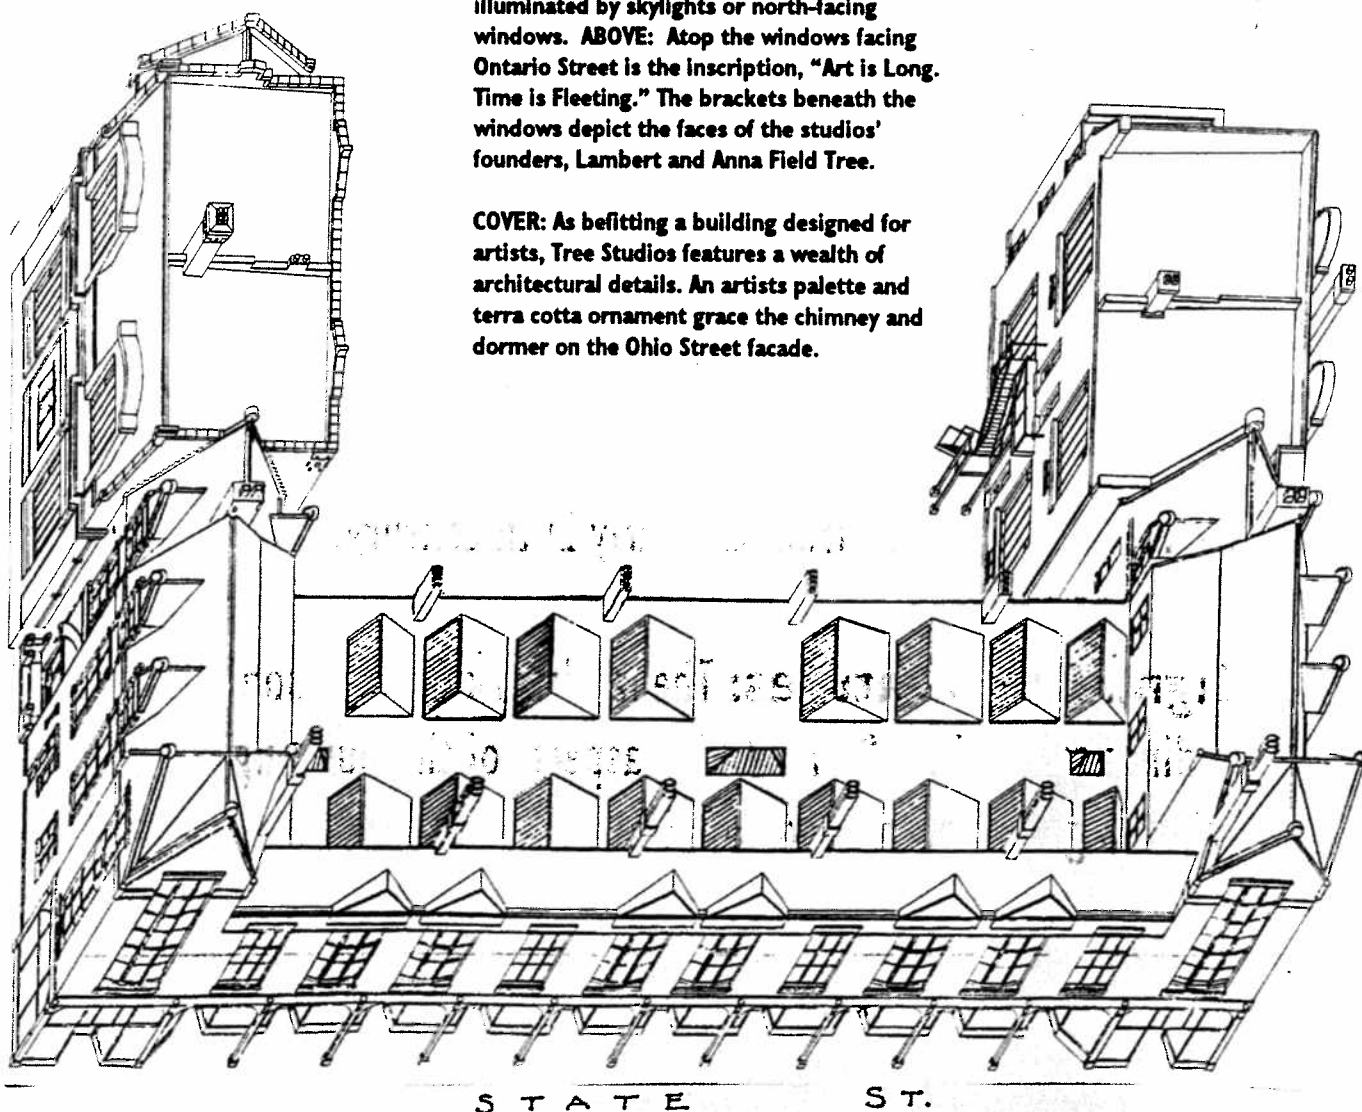 illuminated by skylights or north-facing
windows. ABOVE: Atop the windows facing
Ontario Street is the inscription, "Art is Long.
Time is Fleeting." The brackets beneath the
windows depict the faces of the studios'
founders, Lambert and Anna Field Tree.
COVER: As befitting a building designed for
artists, Tree Studios features a wealth of
architectural details. An artists palette and
terra cotta ornament grace the chimney and
dormer on the Ohio Street facade.
STATE ST.